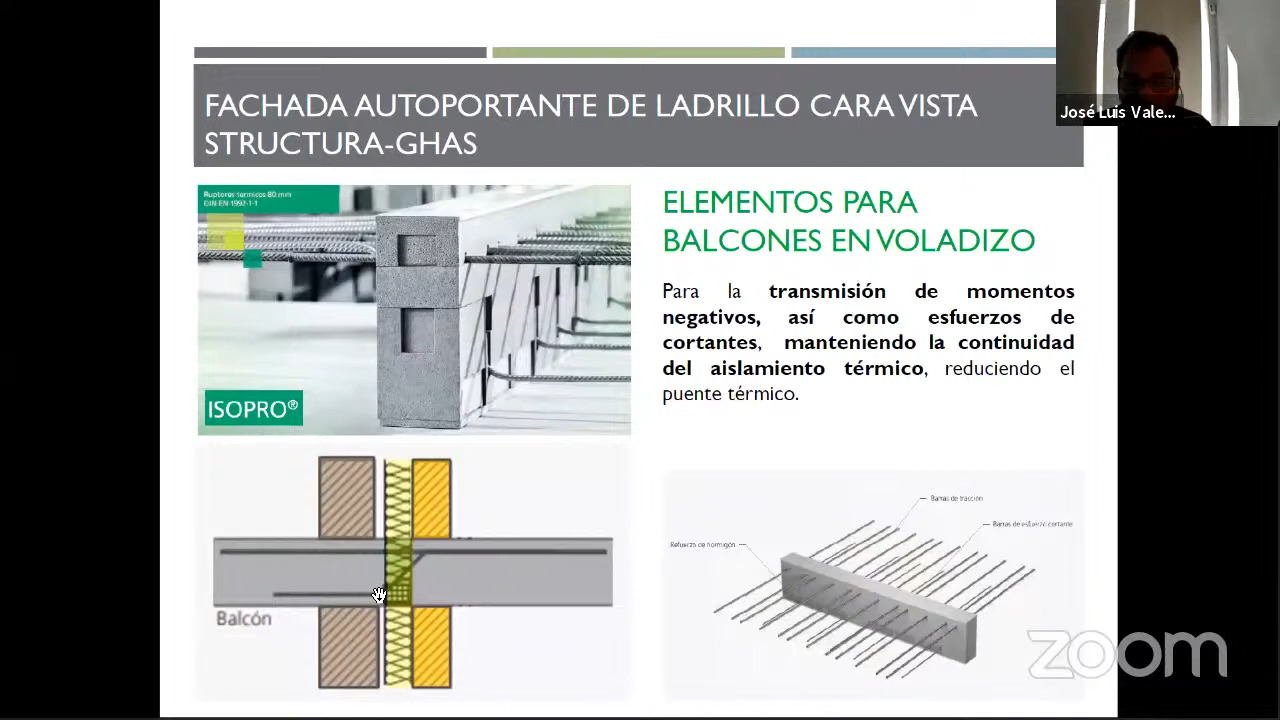 FACHADA AUTOPORTANTE DE LADRILLO CARA VISTA
STRUCTURA-GHAS
José Luis Vale...
Ruptores térmicos 80 mm
DIN EN 1992-1-1
ISOPRO®
ELEMENTOS PARA
BALCONES EN VOLADIZO
Para la transmisión de momentos
negativos, así como esfuerzos de
cortantes, manteniendo la continuidad
del aislamiento térmico, reduciendo el
puente térmico.
Balcón
Barras de tracción
Barras de esfuerzo cortante
Refuerzo de hormigón
zoom